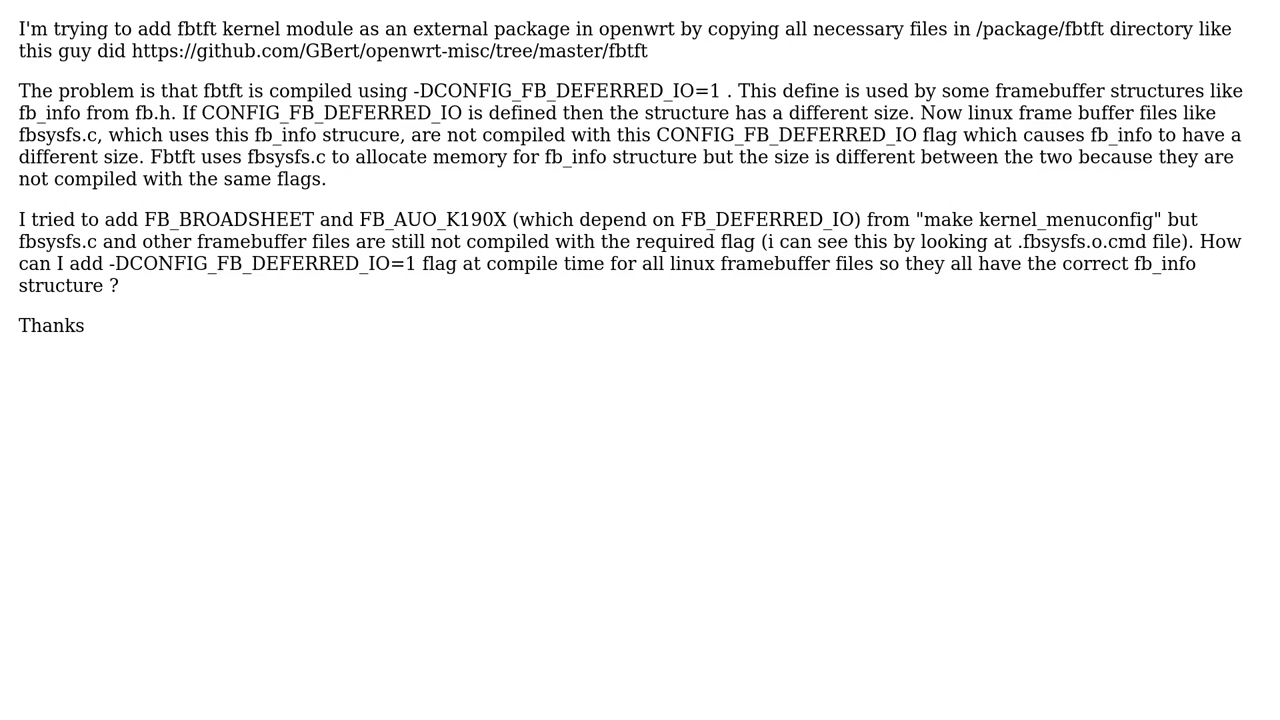 I'm trying to add fbtft kernel module as an external package in openwrt by copying all necessary files in /package/fbtft directory like
this guy did https://github.com/GBert/openwrt-misc/tree/master/fbtft
The problem is that fbtft is compiled using -DCONFIG_FB_DEFERRED_IO=1 . This define is used by some framebuffer structures like
fb_info from fb.h. If CONFIG_FB_DEFERRED_IO is defined then the structure has a different size. Now linux frame buffer files like
fbsysfs.c, which uses this fb_info strucure, are not compiled with this CONFIG_FB_DEFERRED_IO flag which causes fb_info to have a
different size. Fbtft uses fbsysfs.c to allocate memory for fb_info structure but the size is different between the two because they are
not compiled with the same flags.
I tried to add FB_BROADSHEET and FB_AUO_K190X (which depend on FB_DEFERRED_IO) from "make kernel_menuconfig" but
fbsysfs.c and other framebuffer files are still not compiled with the required flag (i can see this by looking at .fbsysfs.o.cmd file). How
can I add -DCONFIG_FB_DEFERRED_IO=1 flag at compile time for all linux framebuffer files so they all have the correct fb_info
structure ?
Thanks